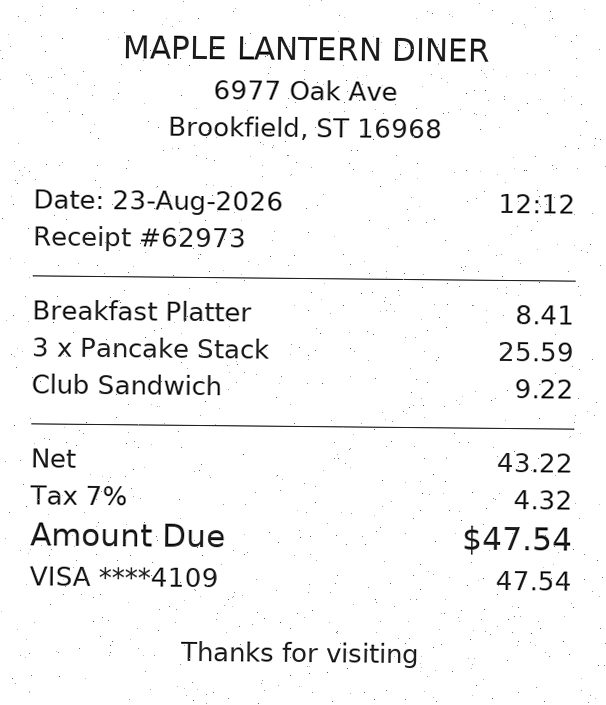 MAPLE LANTERN DINER
6977 Oak Ave
Brookfield, ST 16968
Date: 23-Aug-2026 12:12
Receipt #62973
Breakfast Platter 8.41
3 x Pancake Stack 25.59
Club Sandwich 9.22
Net 43.22
Tax 7% 4.32
Amount Due $47.54
VISA ****4109 47.54
Thanks for visiting